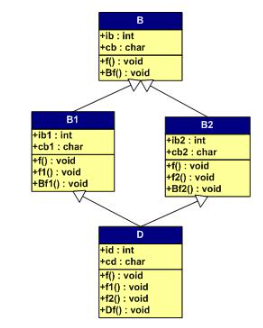 B
+ib : int
+cb : char
+f() : void
+Bf() : void
B1
+ib1 : int
+cb1 : char
+f() : void
+f1() : void
+Bf1() : void
B2
+ib2 : int
+cb2 : char
+f() : void
+f2() : void
+Bf2() : void
D
+id : int
+cd : char
+f() : void
+f1() : void
+f2() : void
+Df() : void